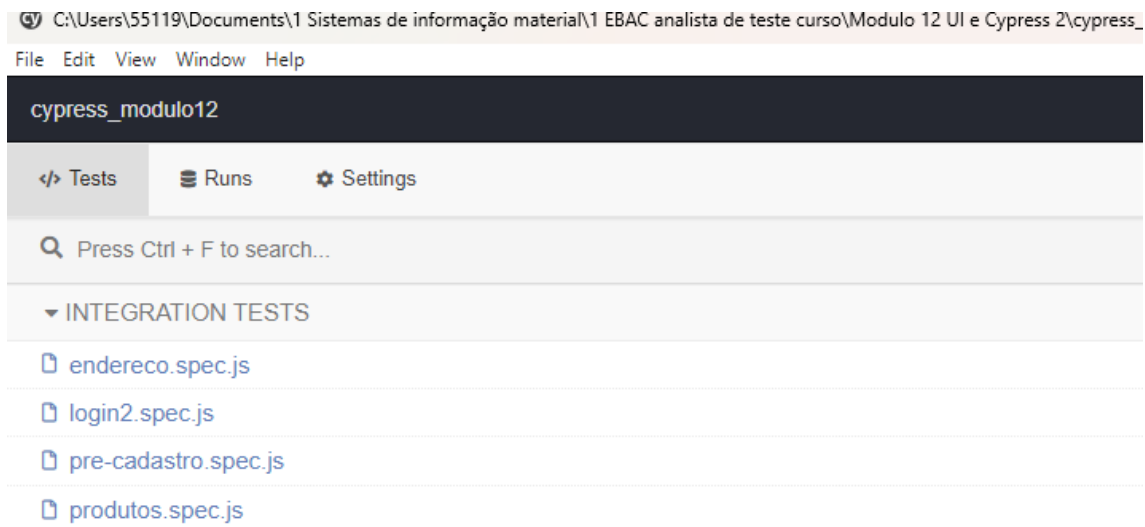 C:\Users\55119\Documents\1 Sistemas de informação material\1 EBAC analista de teste curso\Modulo 12 UI e Cypress 2\cypress_
File Edit View Window Help
cypress_modulo12
</> Tests Runs Settings
Press Ctrl + F to search...
INTEGRATION TESTS
endereco.spec.js
login2.spec.js
pre-cadastro.spec.js
produtos.spec.js